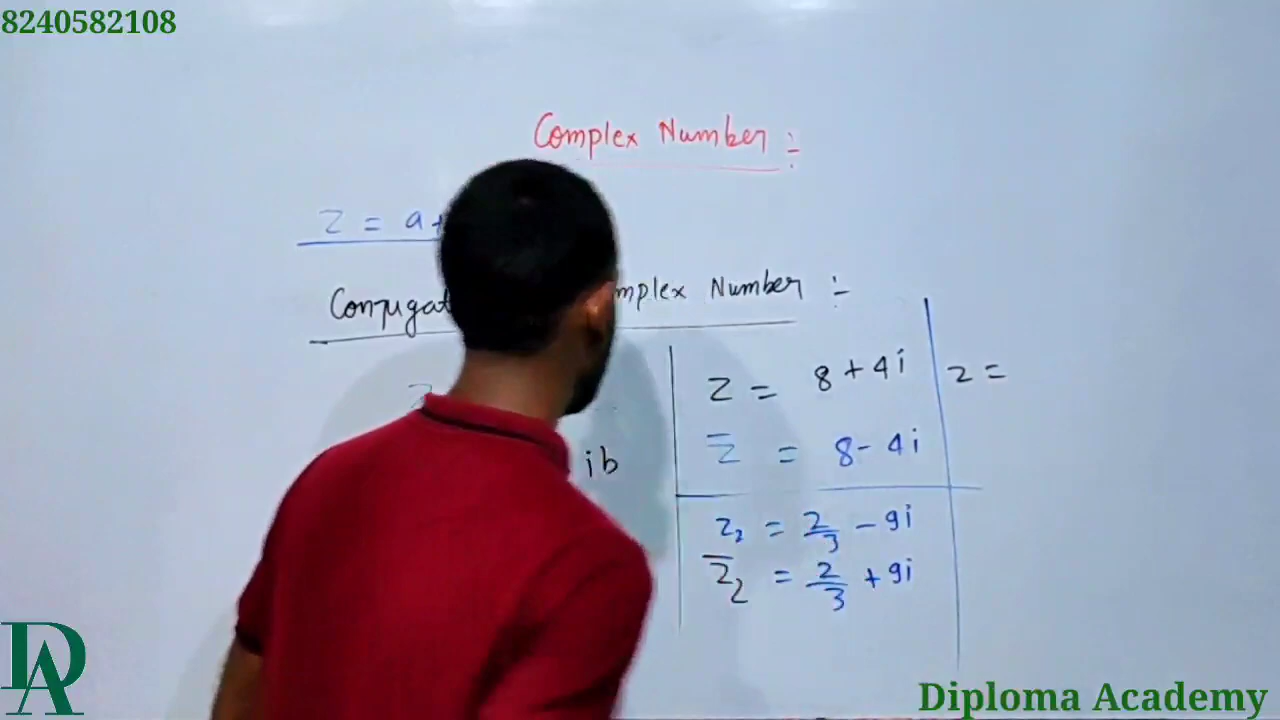 8240582108
Complex Number :-
z = a+
Conjugat
mplex Number :-
z = 8 + 4i
z =
z̅ = 8 - 4i
ib
z₂ = 2/3 - 9i
z̅₂ = 2/3 + 9i
DA
Diploma Academy